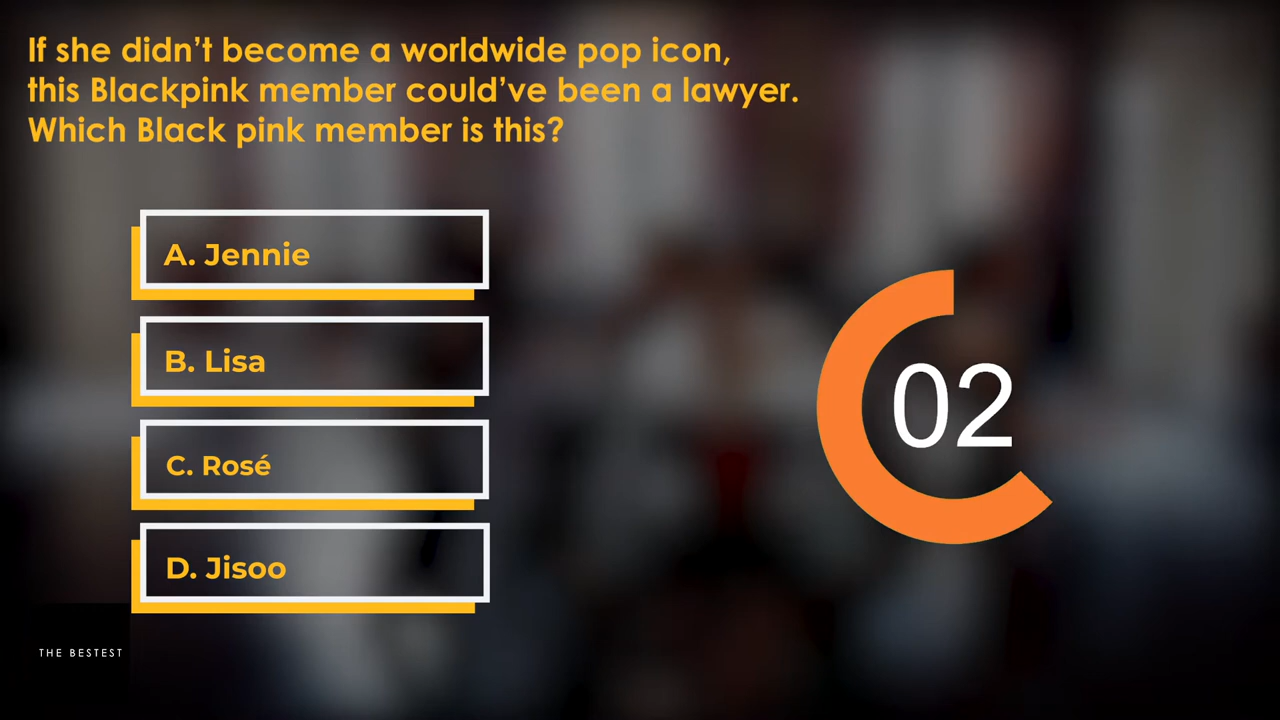 If she didn’t become a worldwide pop icon,
this Blackpink member could’ve been a lawyer.
Which Black pink member is this?
A. Jennie
B. Lisa
C. Rosé
D. Jisoo
02
THE BESTEST